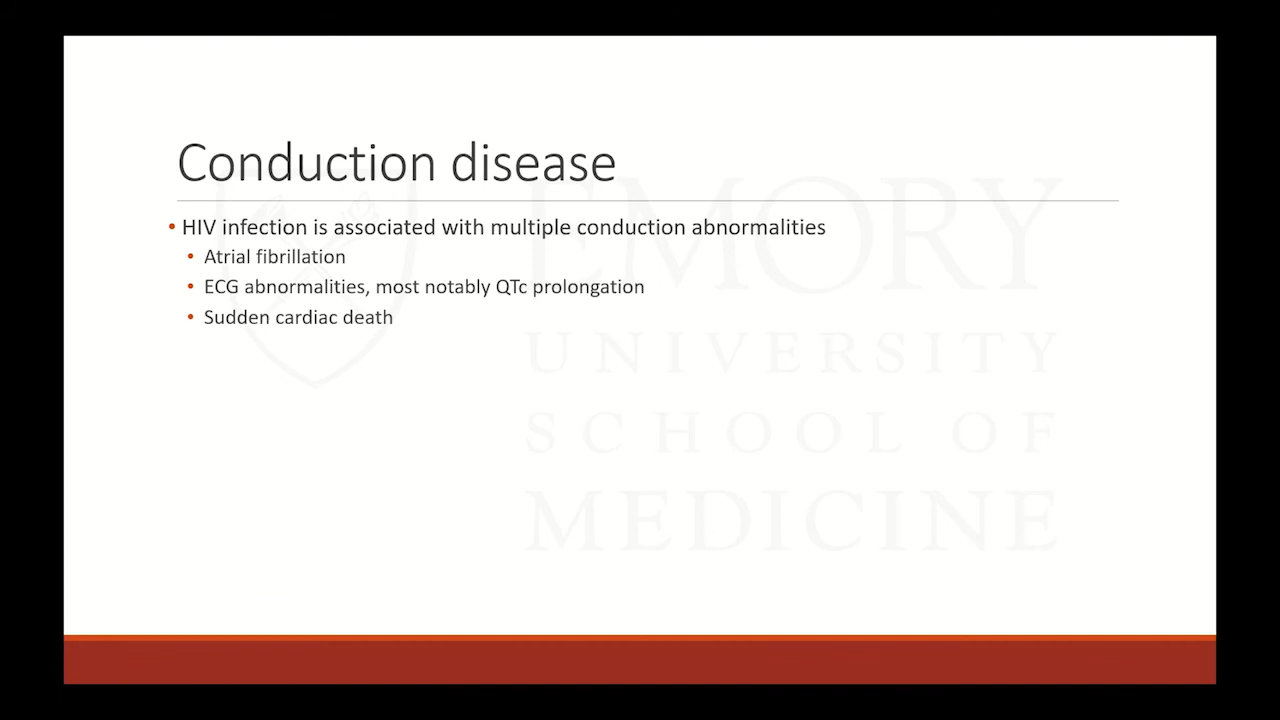 Conduction disease
• HIV infection is associated with multiple conduction abnormalities
• Atrial fibrillation
• ECG abnormalities, most notably QTc prolongation
• Sudden cardiac death
EMORY
UNIVERSITY
SCHOOL OF
MEDICINE